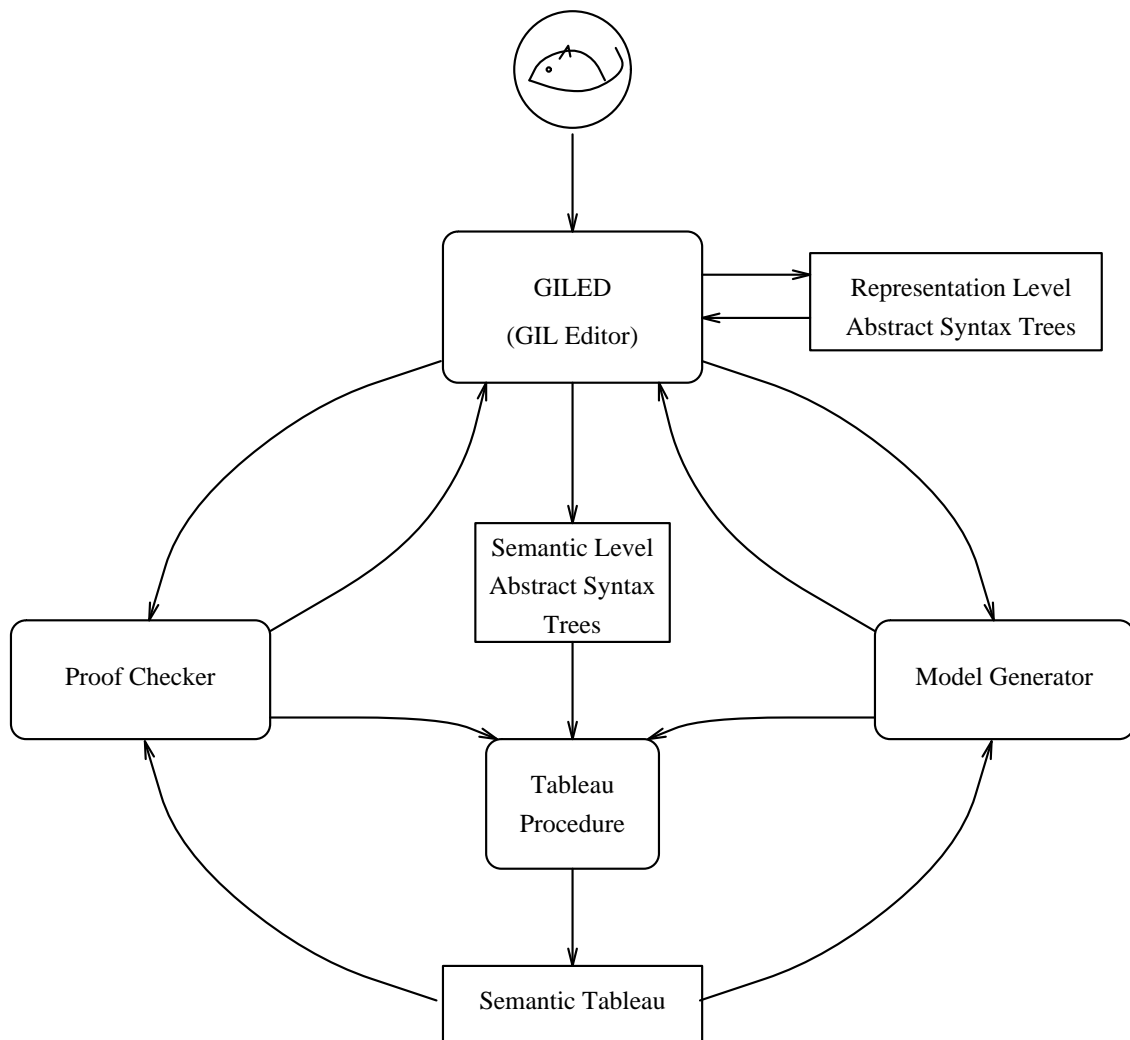 GILED
(GIL Editor)
Representation Level
Abstract Syntax Trees
Semantic Level
Abstract Syntax
Trees
Proof Checker
Model Generator
Tableau
Procedure
Semantic Tableau